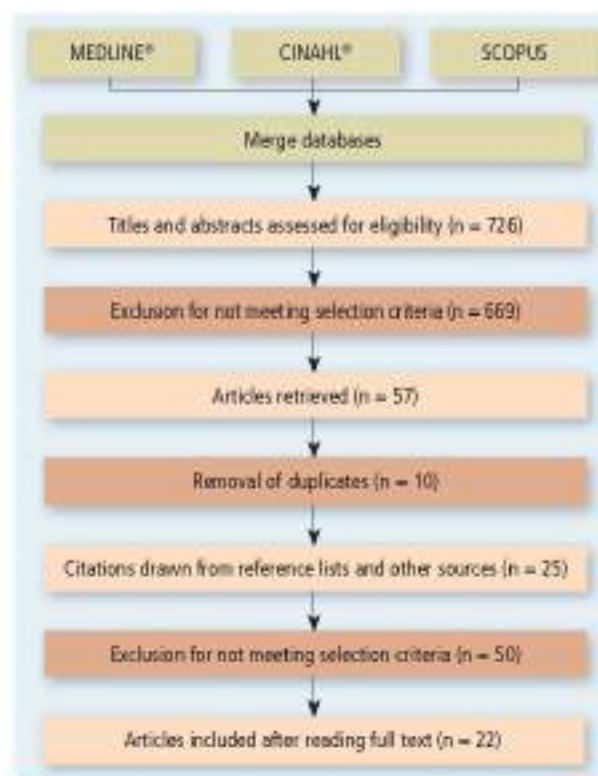 MEDLINE® CINAHL® SCOPUS
Merge databases
Titles and abstracts assessed for eligibility (n = 726)
Exclusion for not meeting selection criteria (n = 669)
Articles retrieved (n = 57)
Removal of duplicates (n = 10)
Citations drawn from reference lists and other sources (n = 25)
Exclusion for not meeting selection criteria (n = 50)
Articles included after reading full text (n = 22)